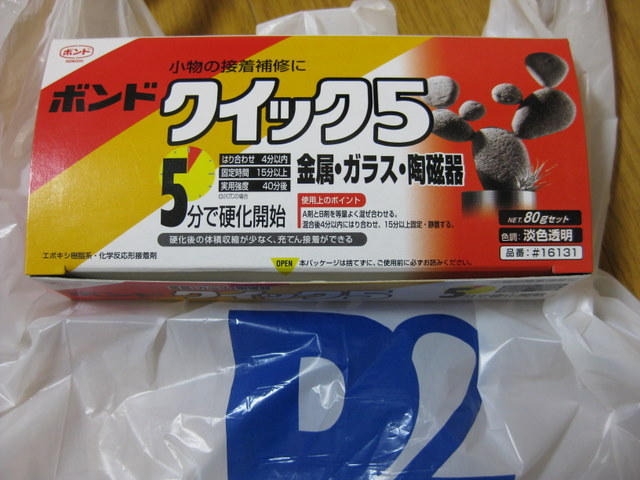 ボンド
小物の接着補修に
ボンド クイック5
はり合わせ 4分以内
固定時間 15分以上
実用強度 40分後
5分で硬化開始
金属・ガラス・陶磁器
使用上のポイント
A剤とB剤を等量よく混ぜ合わせる。
混合後4分以内にはり合わせ、15分以上固定・静置する。
硬化後の体積収縮が少なく、充てん接着ができる
NET.80gセット
色調:淡色透明
品番:#16131
エポキシ樹脂系・化学反応形接着剤
OPEN
本パッケージは捨てずに、ご使用前に必ずお読みください。
ボンド クイック5
5